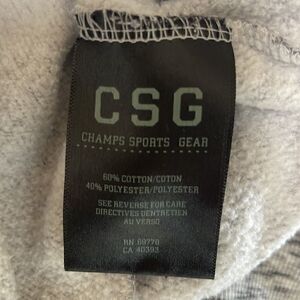 CSG
CHAMPS SPORTS GEAR
60% COTTON/COTON
40% POLYESTER/POLYESTER
SEE REVERSE FOR CARE
DIRECTIVES DENTRETIEN
AU VERSO
RN 69770
CA 40393